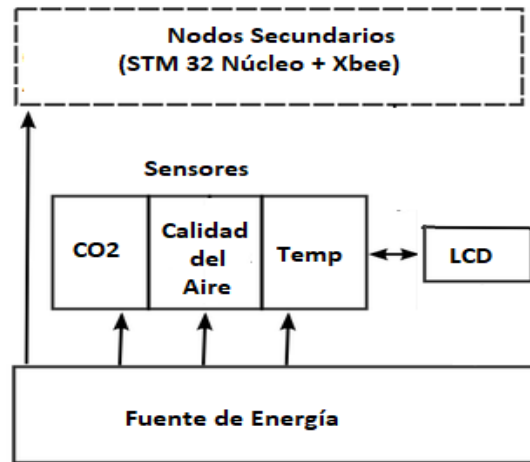 Nodos Secundarios
(STM 32 Núcleo + Xbee)
Sensores
CO2
Calidad
del
Aire
Temp
LCD
Fuente de Energía